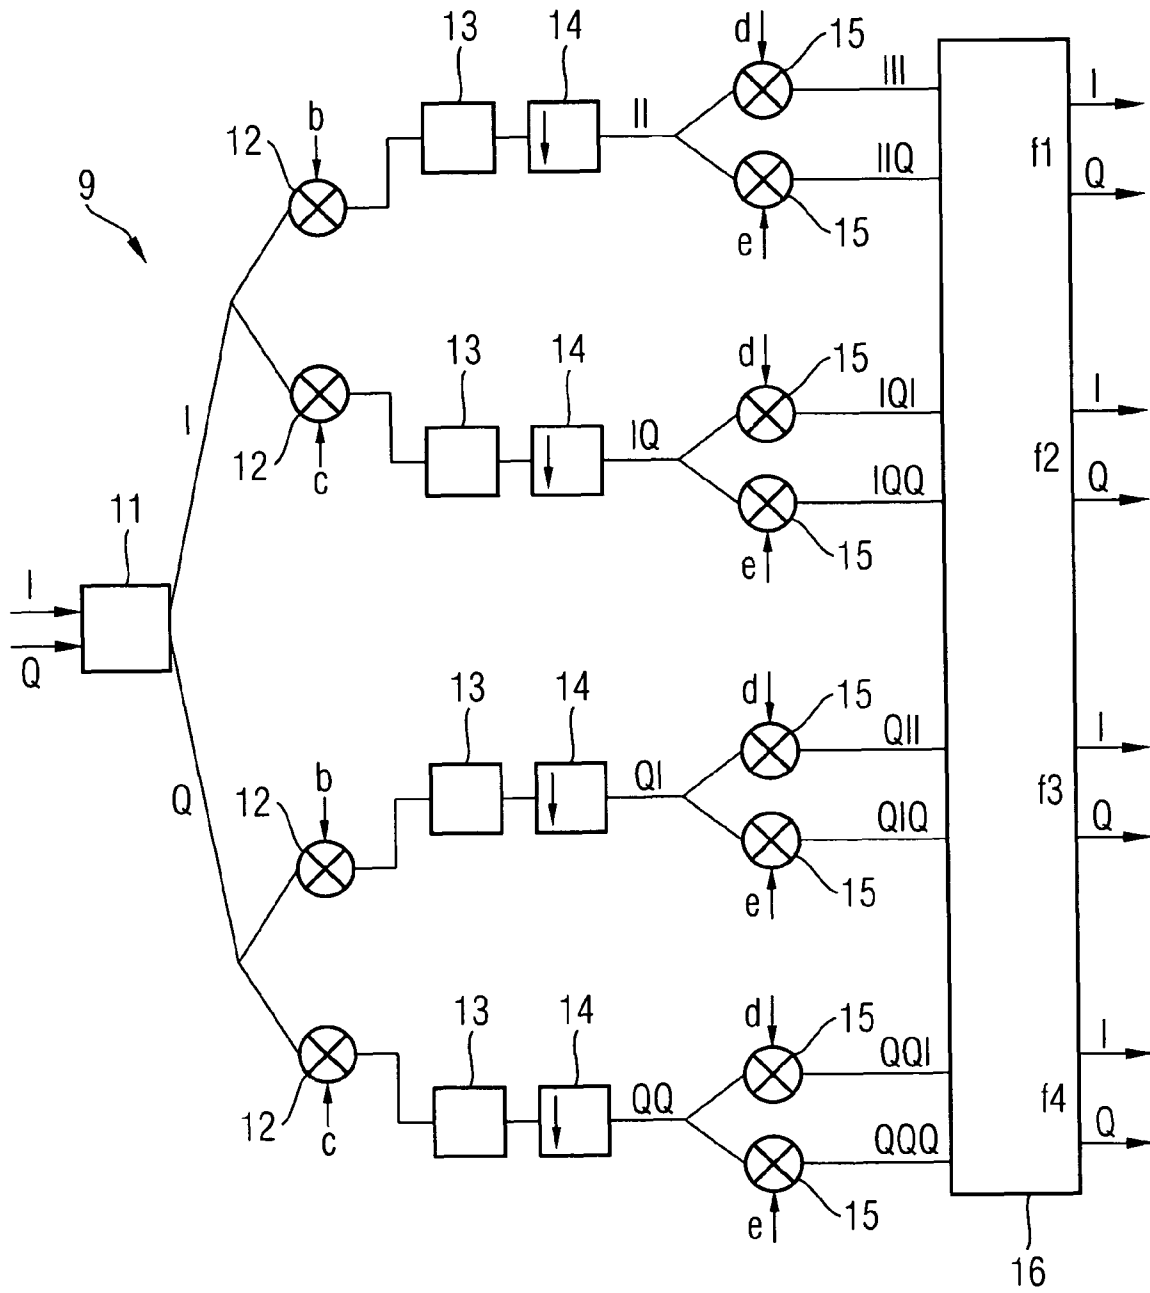 13 14 d 15
III I
b 12 II f1
IIQ Q
9 e 15
13 14 d 15
I IQI I
12 c IQ f2
IQQ Q
11 e 15
I
Q
13 14 d 15
QII I
Q 12 b QI f3
QIQ Q
e 15
13 14 d 15
QQI I
12 c QQ f4
QQQ Q
e 15
16